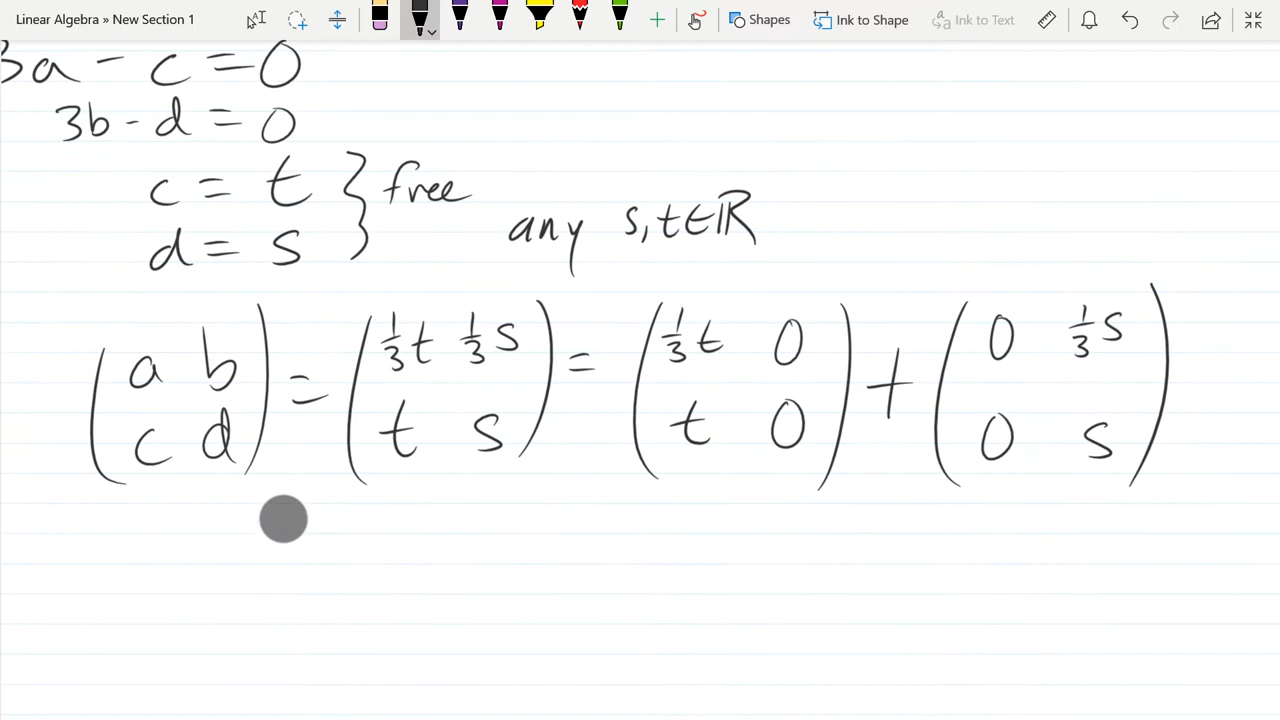 Linear Algebra » New Section 1 Shapes Ink to Shape Ink to Text
3a - c = 0
3b - d = 0
c = t } free
d = s
any s, t ∈ ℝ
(a b; c d) = (1/3 t 1/3 s; t s) = (1/3 t 0; t 0) + (0 1/3 s; 0 s)